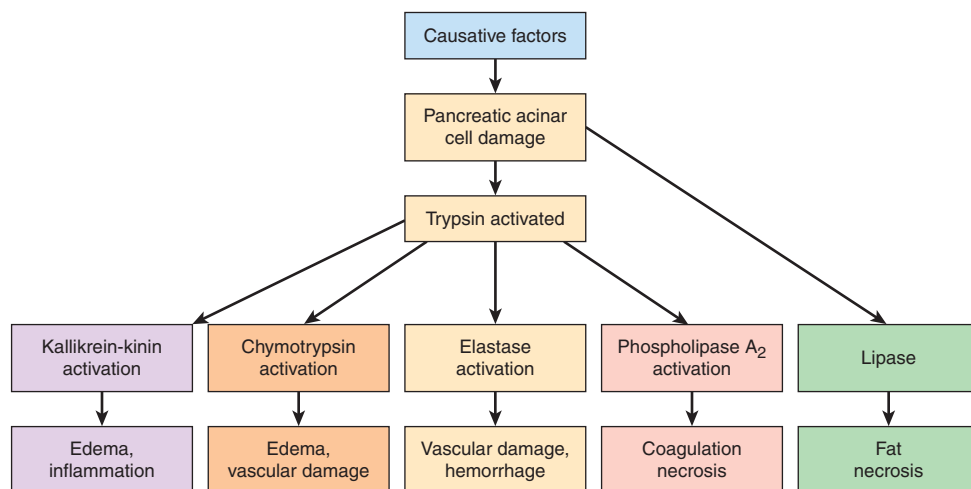 Causative factors
Pancreatic acinar
cell damage
Trypsin activated
Kallikrein-kinin
activation
Chymotrypsin
activation
Elastase
activation
Phospholipase A2
activation
Lipase
Edema,
inflammation
Edema,
vascular damage
Vascular damage,
hemorrhage
Coagulation
necrosis
Fat
necrosis